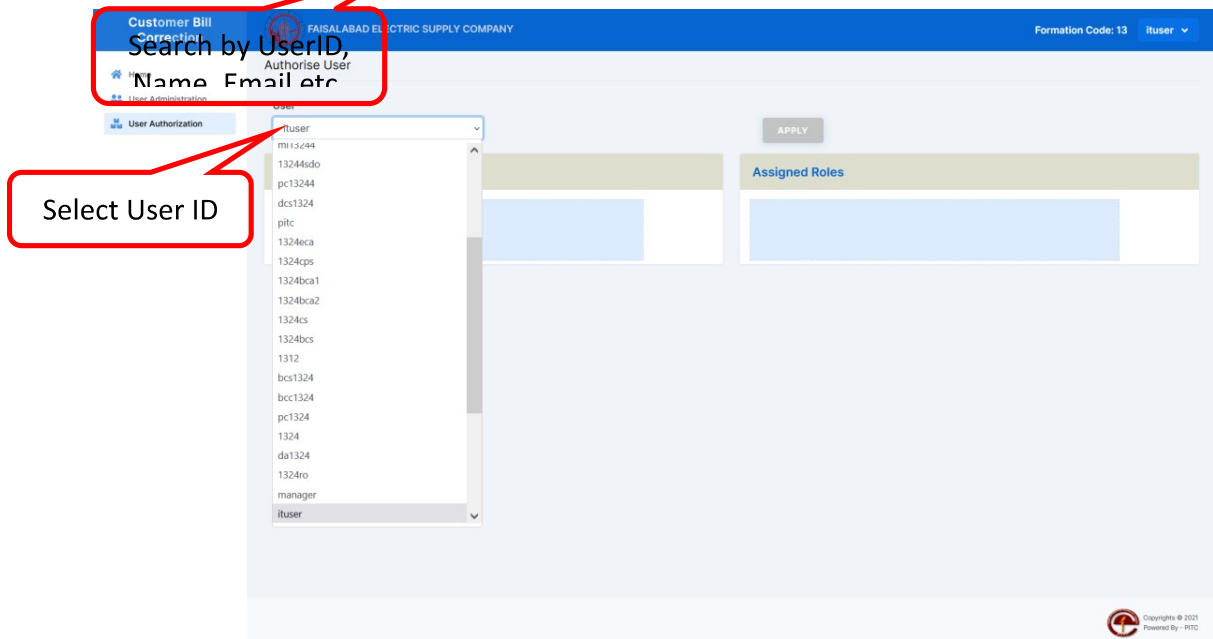 Customer Bill
Correction
FAISALABAD ELECTRIC SUPPLY COMPANY
Formation Code: 13
ituser
Search by UserID,
Name, Email etc
Authorise User
Home
User Administration
User Authorization
User
ituser
APPLY
ml13244
13244sdo
pc13244
dcs1324
pitc
1324eca
1324cps
1324bca1
1324bca2
1324cs
1324bcs
1312
bcs1324
bcc1324
pc1324
1324
da1324
1324ro
manager
ituser
Assigned Roles
Select User ID
Copyrights © 2021
Powered By - PITC